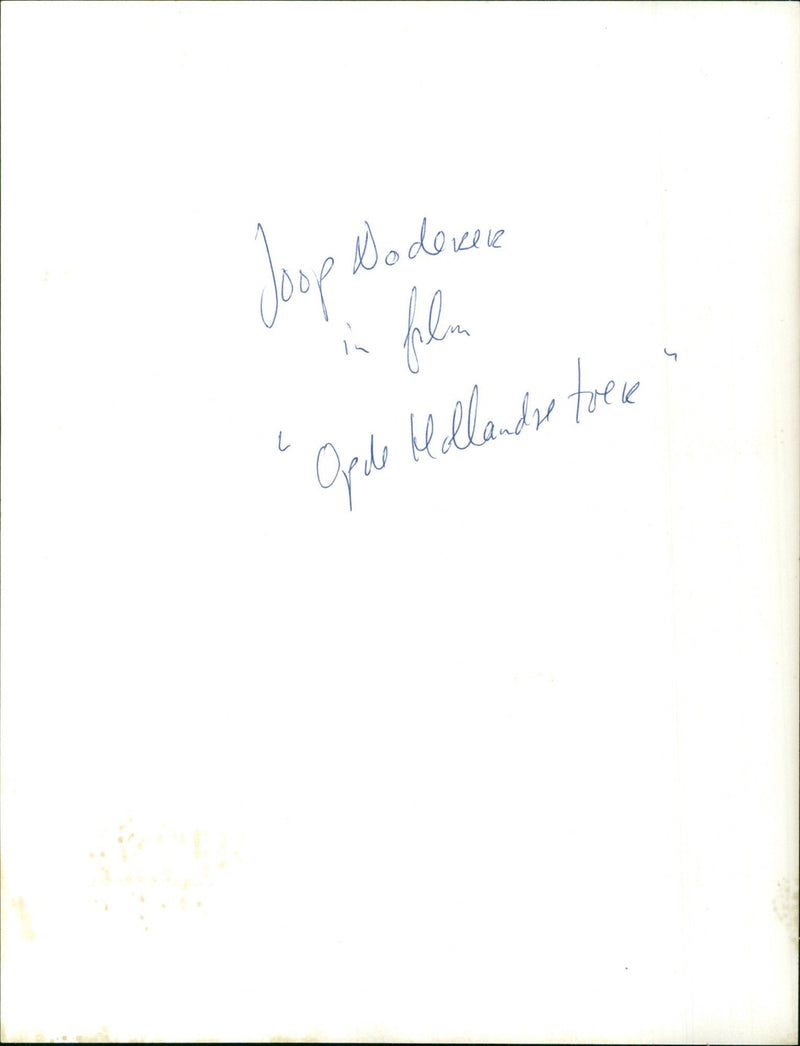 Joop Doderer
in film
"Op de Hollandse toer"